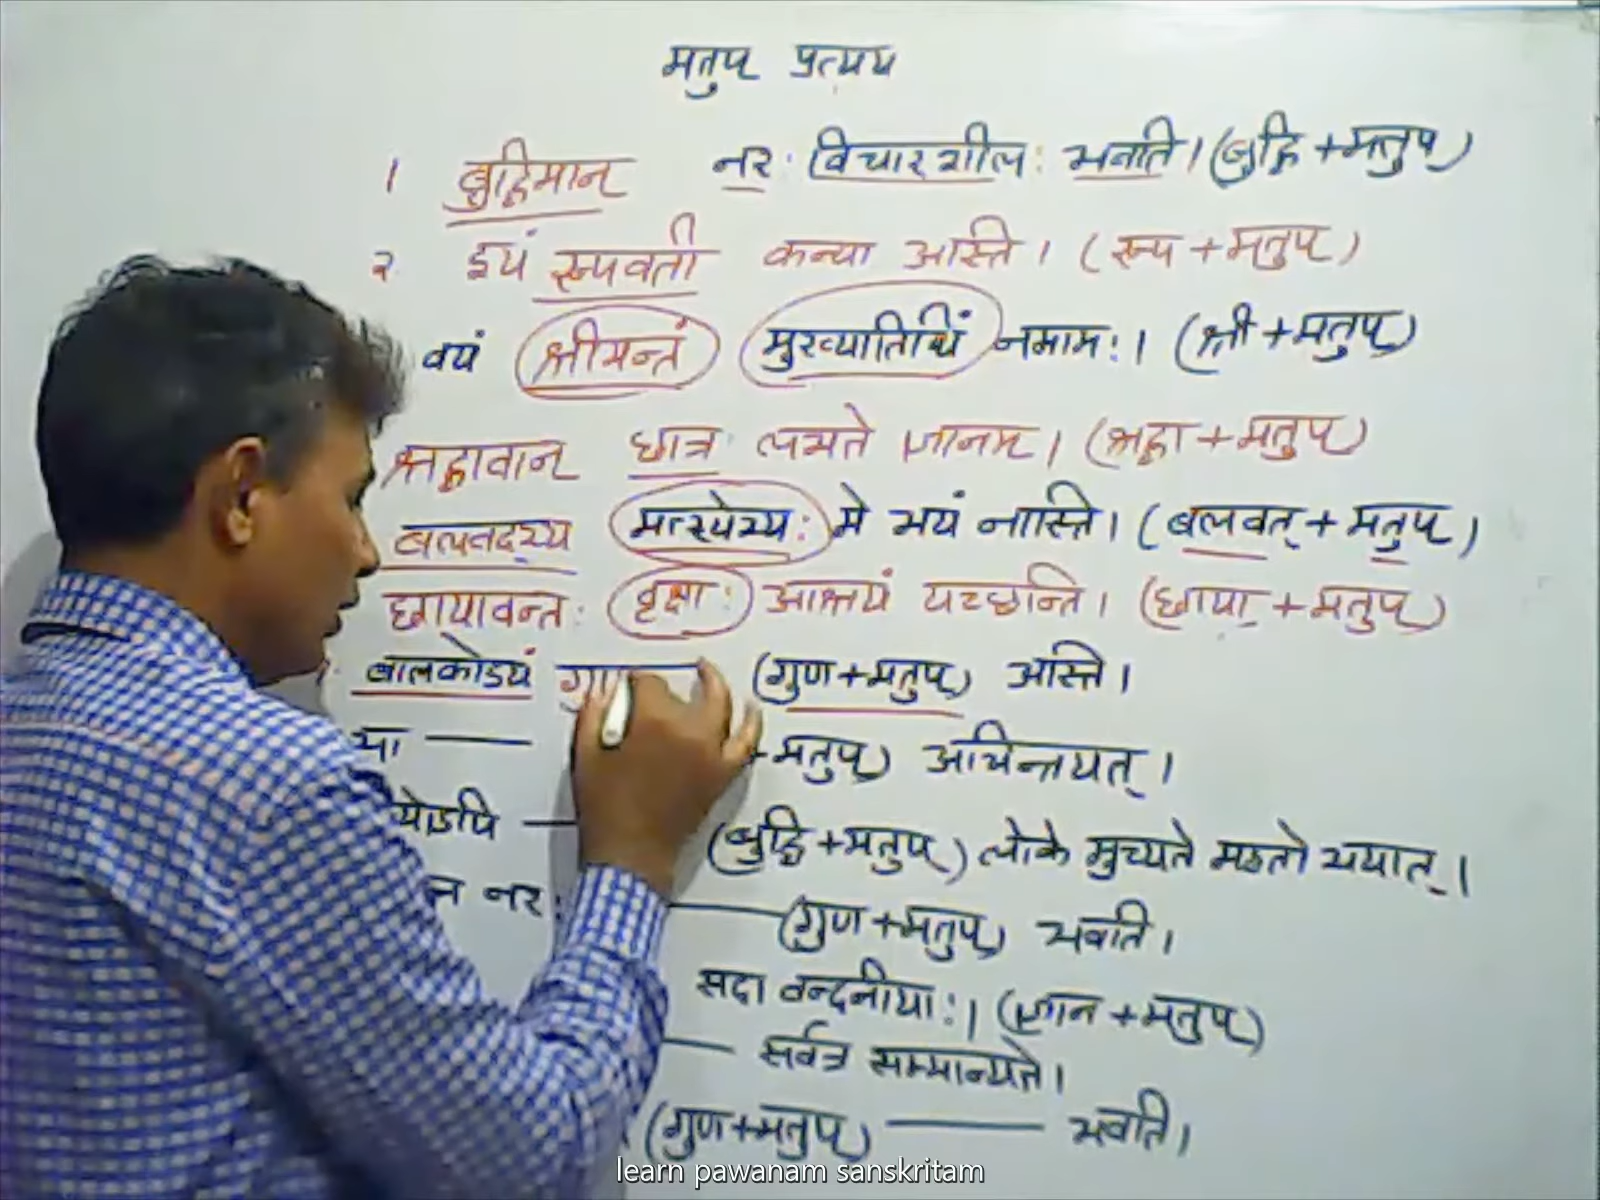 मतुप् प्रत्यय
१ बुद्धिमान् नरः विचारशीलः भवति। (बुद्धि + मतुप्)
२ इयं रूपवती कन्या अस्ति। (रूप + मतुप्)
वयं श्रीमन्तं मुख्यातिथिं नमामः। (श्री + मतुप्)
श्रद्धावान् छात्रः लभते ज्ञानम्। (श्रद्धा + मतुप्)
बलवद्भ्य मे भयं नास्ति। (बलवत् + मतुप्)
छायावन्तः वृक्षाः आश्रयं यच्छन्ति। (छाया + मतुप्)
बालकोऽयं (गुण + मतुप्) अस्ति।
+ मतुप्) अचिन्तयत्।
(बुद्धि + मतुप्) लोके मुच्यते महतो भयात्।
नरः (गुण + मतुप्) भवति।
सदा वन्दनीयाः। (ज्ञान + मतुप्)
सर्वत्र सम्मान्यते।
(गुण + मतुप्) भवति।
learn pawanam sanskritam